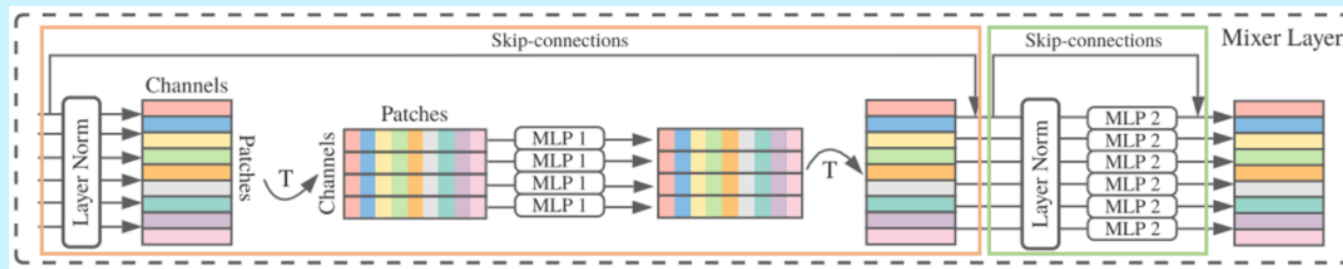 Skip-connections
Skip-connections
Mixer Layer
Channels
Patches
Layer Norm
Patches
T
Channels
MLP 1
MLP 1
MLP 1
MLP 1
T
Layer Norm
MLP 2
MLP 2
MLP 2
MLP 2
MLP 2
MLP 2